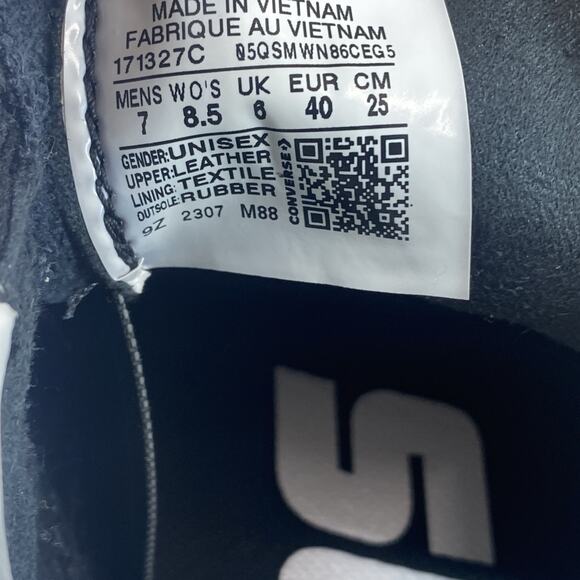 MADE IN VIETNAM
FABRIQUE AU VIETNAM
171327C 05QSMWN86CEG5
MENS WO'S UK EUR CM
7 8.5 6 40 25
GENDER:UNISEX
UPPER:LEATHER
LINING:TEXTILE
OUTSOLE:RUBBER
9Z 2307 M88
CONVERSE
S